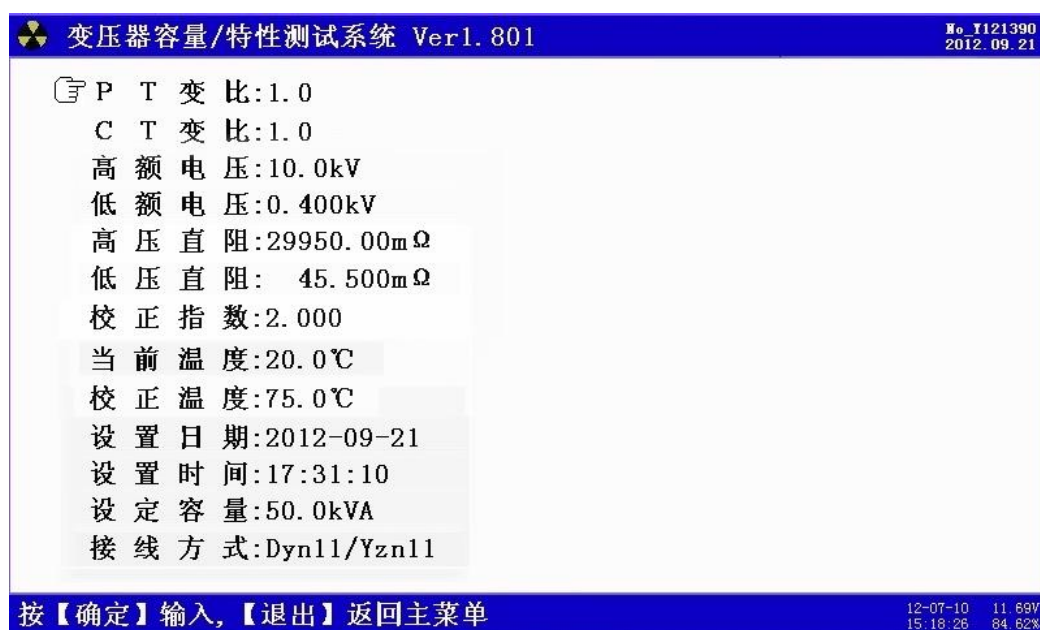 变压器容量/特性测试系统 Ver1.801
No_Y121390
2012.09.21
P T 变 比:1.0
C T 变 比:1.0
高 额 电 压:10.0kV
低 额 电 压:0.400kV
高 压 直 阻:29950.00mΩ
低 压 直 阻: 45.500mΩ
校 正 指 数:2.000
当 前 温 度:20.0℃
校 正 温 度:75.0℃
设 置 日 期:2012-09-21
设 置 时 间:17:31:10
设 定 容 量:50.0kVA
接 线 方 式:Dyn11/Yzn11
按【确定】输入,【退出】返回主菜单
12-07-10 11.69V
15:18:26 84.62%